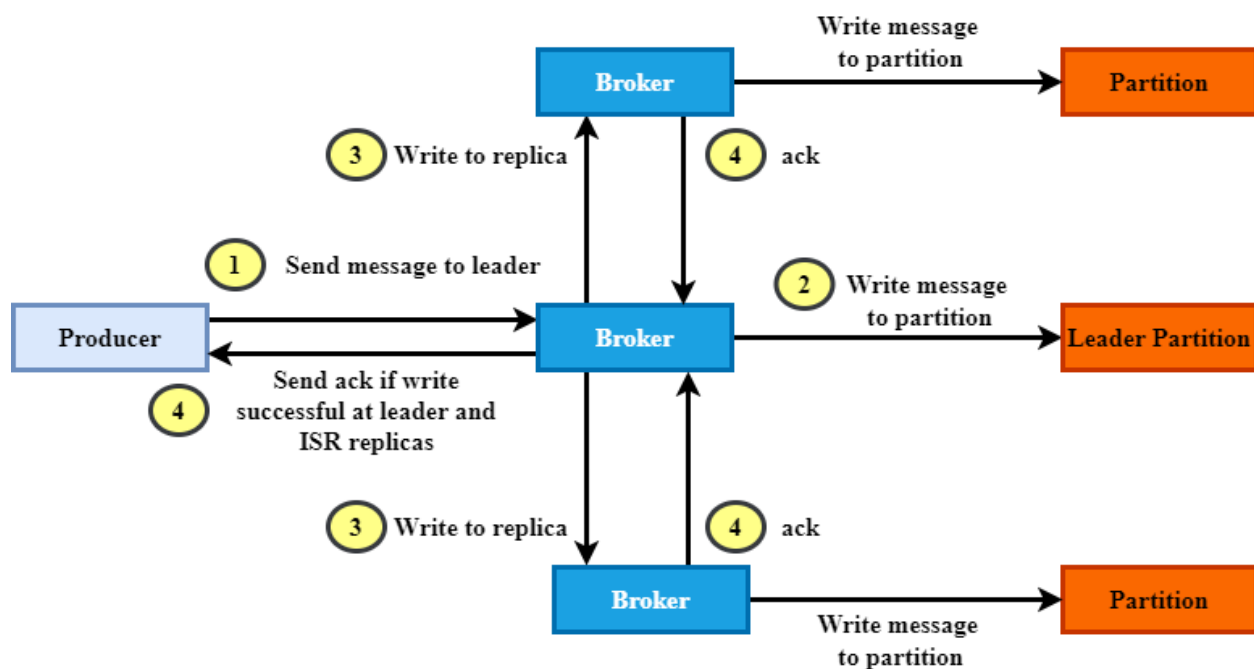 Write message
to partition
Broker
Partition
3 Write to replica
4 ack
1 Send message to leader
2 Write message
to partition
Producer
Broker
Leader Partition
4 Send ack if write
successful at leader and
ISR replicas
3 Write to replica
4 ack
Broker
Partition
Write message
to partition